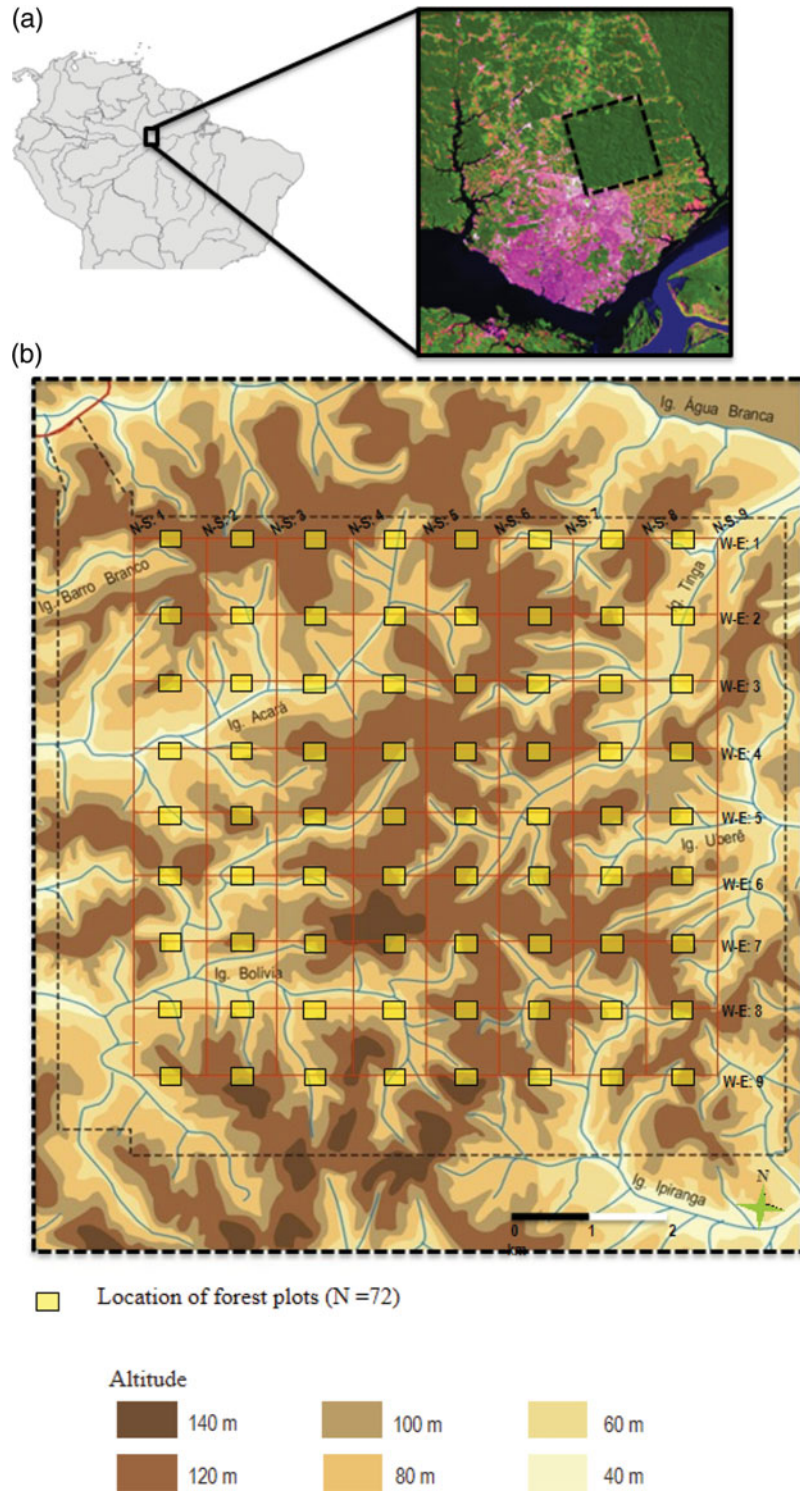 (a)
(b)
Ig. Água Branca
N-S: 1
N-S: 2
N-S: 3
N-S: 4
N-S: 5
N-S: 6
N-S: 7
N-S: 8
N-S: 9
W-E: 1
Ig. Barro Branco
Ig. Tinga
W-E: 2
W-E: 3
Ig. Acará
W-E: 4
W-E: 5
Ig. Uberê
W-E: 6
W-E: 7
Ig. Bolívia
W-E: 8
W-E: 9
Ig. Ipiranga
N
0 1 2
km
Location of forest plots (N =72)
Altitude
140 m 100 m 60 m
120 m 80 m 40 m